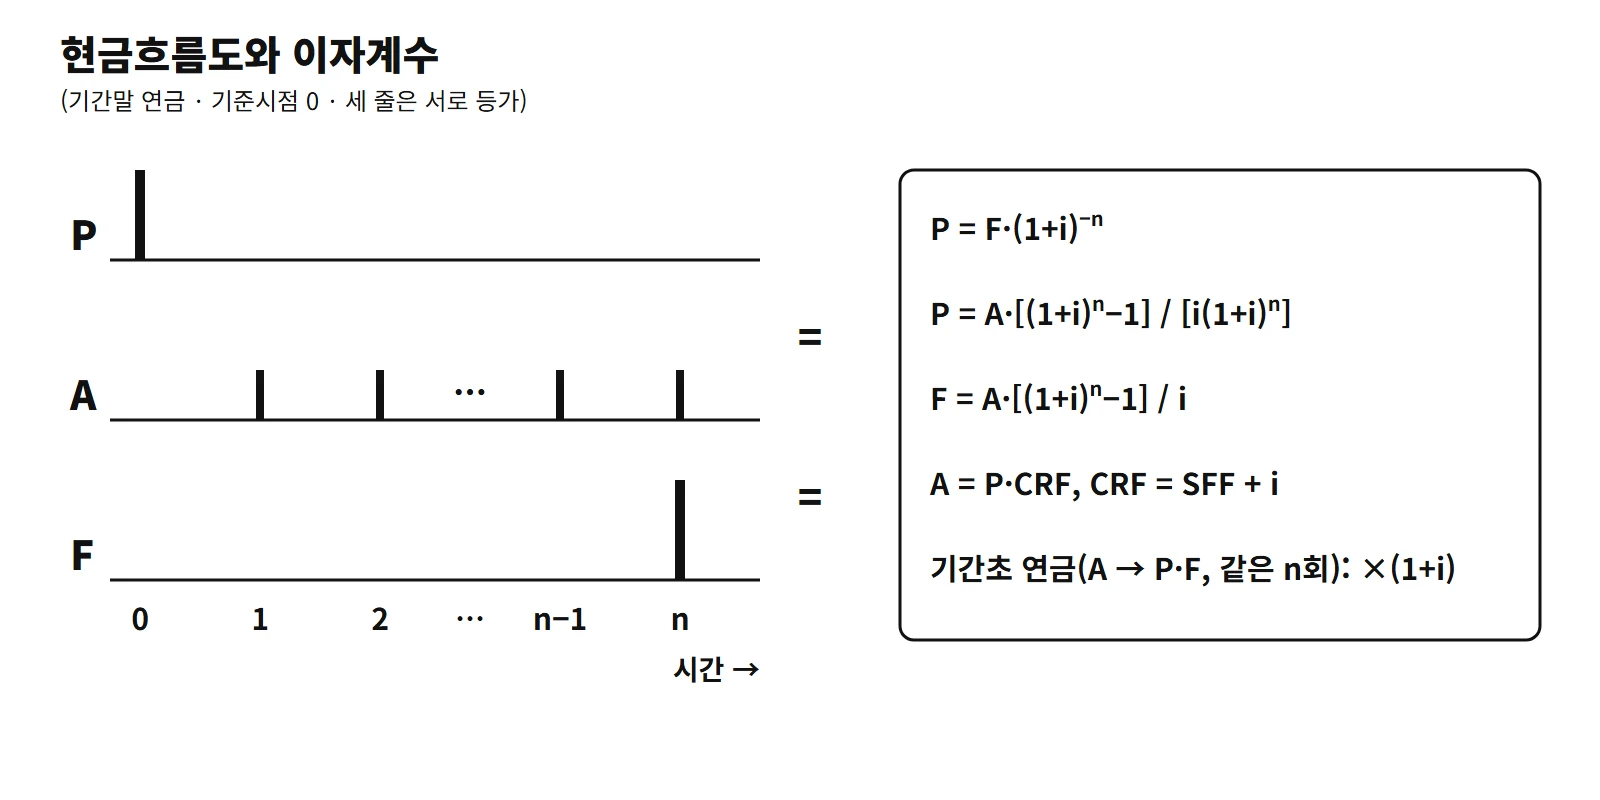 현금흐름도와 이자계수
(기간말 연금 · 기준시점 0 · 세 줄은 서로 등가)
P
=
A
⋯
=
F
0 1 2 ⋯ n−1 n
시간 →
P = F·(1+i)⁻ⁿ
P = A·[(1+i)ⁿ−1] / [i(1+i)ⁿ]
F = A·[(1+i)ⁿ−1] / i
A = P·CRF, CRF = SFF + i
기간초 연금(A → P·F, 같은 n회): ×(1+i)